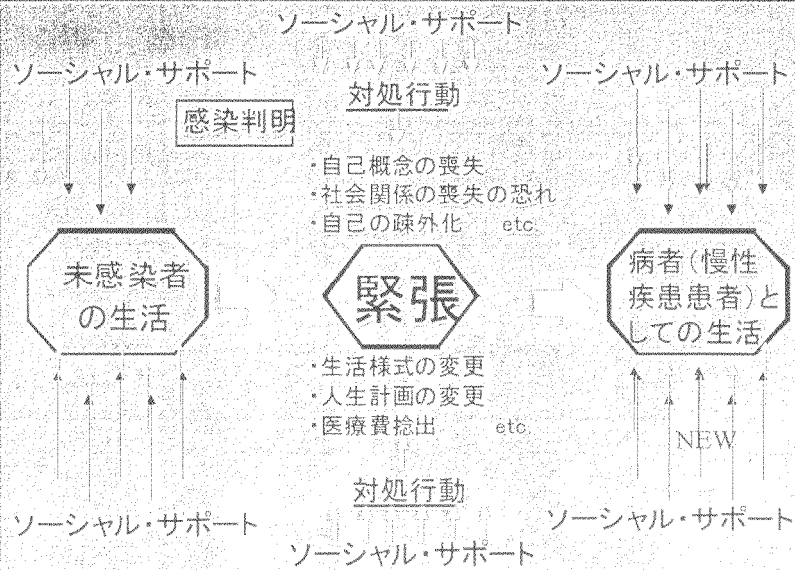 ソーシャル・サポート
ソーシャル・サポート
ソーシャル・サポート
対処行動
感染判明
・自己概念の喪失
・社会関係の喪失の恐れ
・自己の疎外化 etc.
未感染者
の生活
緊張
病者(慢性
疾患患者)と
しての生活
・生活様式の変更
・人生計画の変更
・医療費捻出 etc
NEW
対処行動
ソーシャル・サポート
ソーシャル・サポート
ソーシャル・サポート